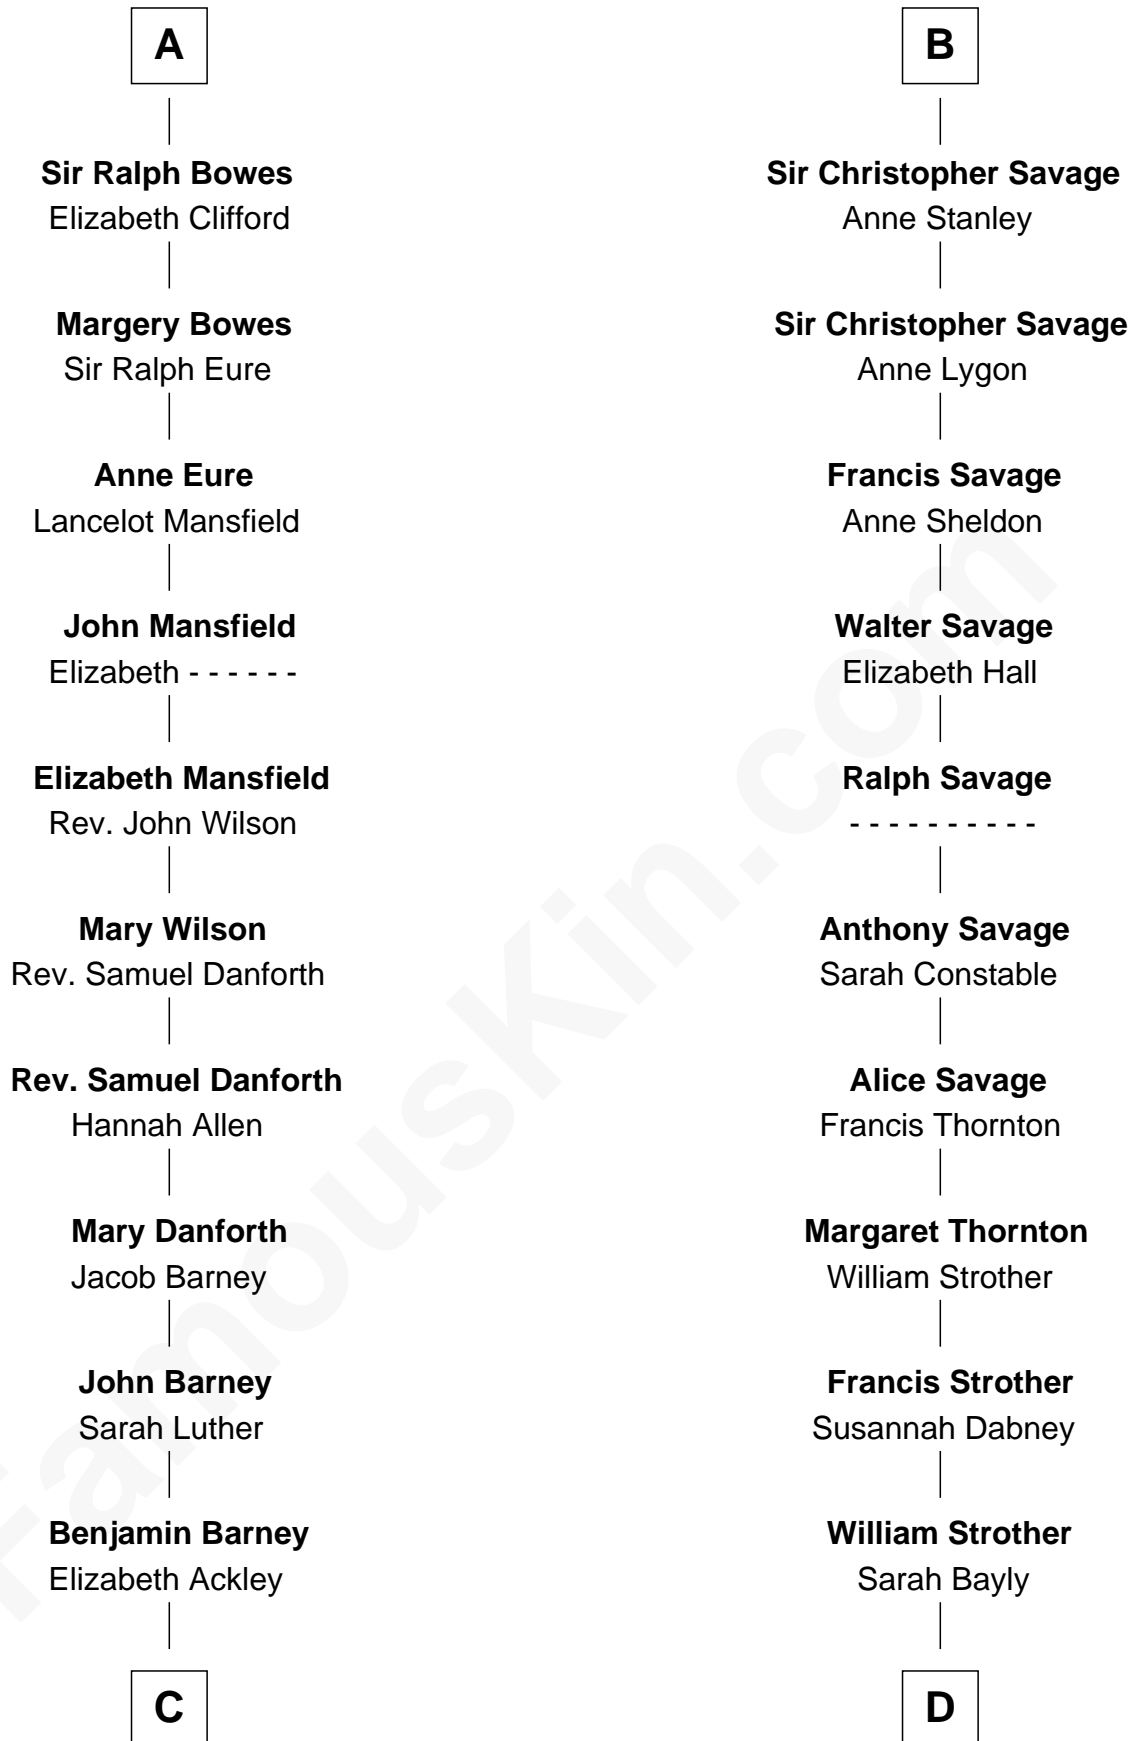 A
Sir Ralph Bowes
Elizabeth Clifford
Margery Bowes
Sir Ralph Eure
Anne Eure
Lancelot Mansfield
John Mansfield
Elizabeth - - - - - -
Elizabeth Mansfield
Rev. John Wilson
Mary Wilson
Rev. Samuel Danforth
Rev. Samuel Danforth
Hannah Allen
Mary Danforth
Jacob Barney
John Barney
Sarah Luther
Benjamin Barney
Elizabeth Ackley
C
B
Sir Christopher Savage
Anne Stanley
Sir Christopher Savage
Anne Lygon
Francis Savage
Anne Sheldon
Walter Savage
Elizabeth Hall
Ralph Savage
- - - - - - - - - -
Anthony Savage
Sarah Constable
Alice Savage
Francis Thornton
Margaret Thornton
William Strother
Francis Strother
Susannah Dabney
William Strother
Sarah Bayly
D
FamousKin.com